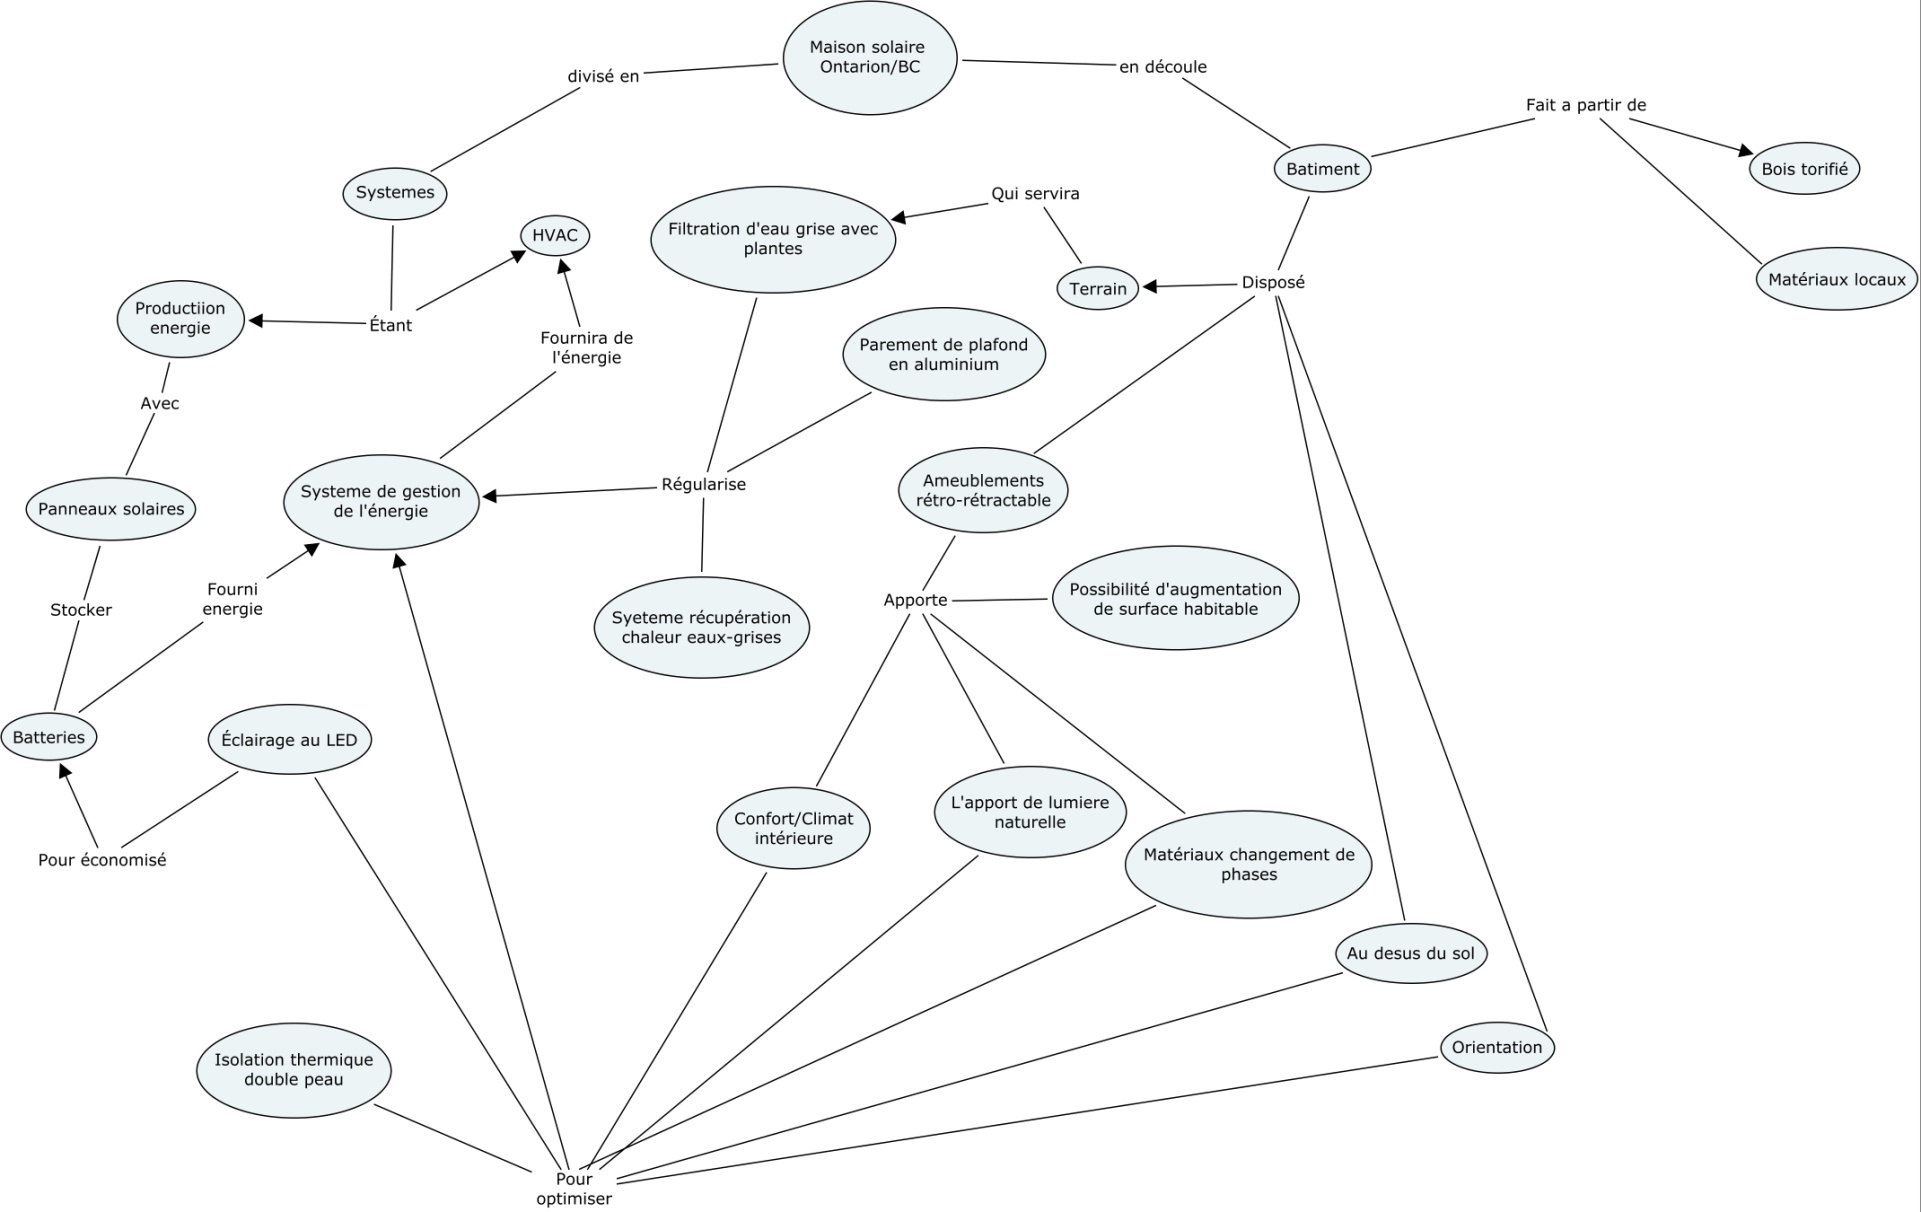 Maison solaire
Ontarion/BC
divisé en
en découle
Fait a partir de
Batiment
Bois torifié
Systemes
Qui servira
HVAC
Filtration d'eau grise avec
plantes
Terrain
Disposé
Matériaux locaux
Productiion
energie
Étant
Fournira de
l'énergie
Parement de plafond
en aluminium
Avec
Systeme de gestion
de l'énergie
Régularise
Ameublements
rétro-rétractable
Panneaux solaires
Fourni
energie
Stocker
Syeteme récupération
chaleur eaux-grises
Apporte
Possibilité d'augmentation
de surface habitable
Batteries
Éclairage au LED
Confort/Climat
intérieure
L'apport de lumiere
naturelle
Matériaux changement de
phases
Pour économisé
Au desus du sol
Orientation
Isolation thermique
double peau
Pour
optimiser